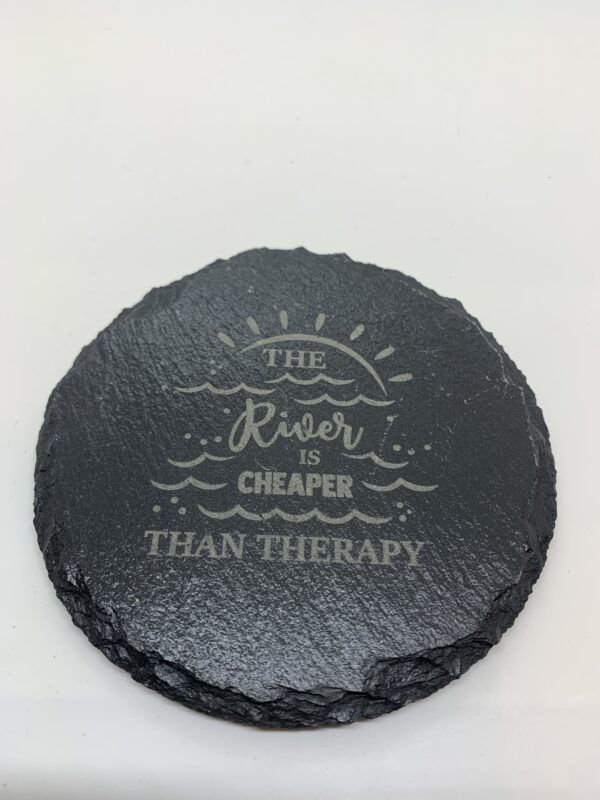 THE
River
IS
CHEAPER
THAN THERAPY